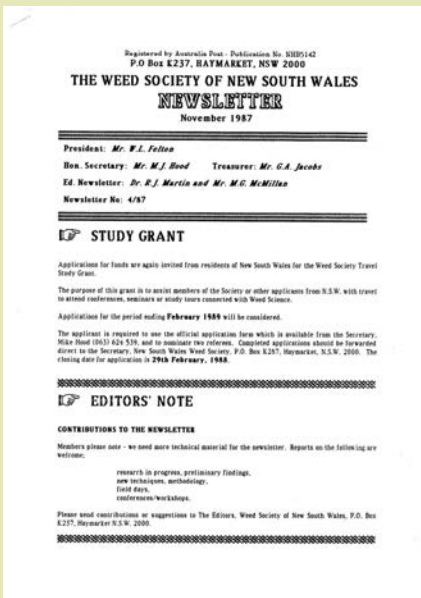 Registered by Australia Post - Publication No. NHB5142
P.O Box K237, HAYMARKET, NSW 2000
THE WEED SOCIETY OF NEW SOUTH WALES
NEWSLETTER
November 1987
President: Mr. W.L. Felton
Hon. Secretary: Mr. M.J. Hood Treasurer: Mr. G.A. Jacobs
Ed. Newsletter: Dr. R.J. Martin and Mr. M.G. McMillan
Newsletter No: 4/87
STUDY GRANT
Applications for funds are again invited from residents of New South Wales for the Weed Society Travel
Study Grant.
The purpose of this grant is to assist members of the Society or other applicants from N.S.W. with travel
to attend conferences, seminars or study tours connected with Weed Science.
Applications for the period ending February 1989 will be considered.
The applicant is required to use the official application form which is available from the Secretary,
Mike Hood (063) 626 539, and to nominate two referees. Completed applications should be forwarded
direct to the Secretary, New South Wales Weed Society, P.O. Box K287, Haymarket, N.S.W. 2000. The
closing date for application is 29th February, 1988.
EDITORS' NOTE
CONTRIBUTIONS TO THE NEWSLETTER
Members please note - we need more technical material for the newsletter. Reports on the following are
welcome;
research in progress, preliminary findings,
new techniques, methodology,
field days,
conferences/workshops.
Please send contributions or suggestions to The Editors, Weed Society of New South Wales, P.O. Box
K237, Haymarket N.S.W. 2000.